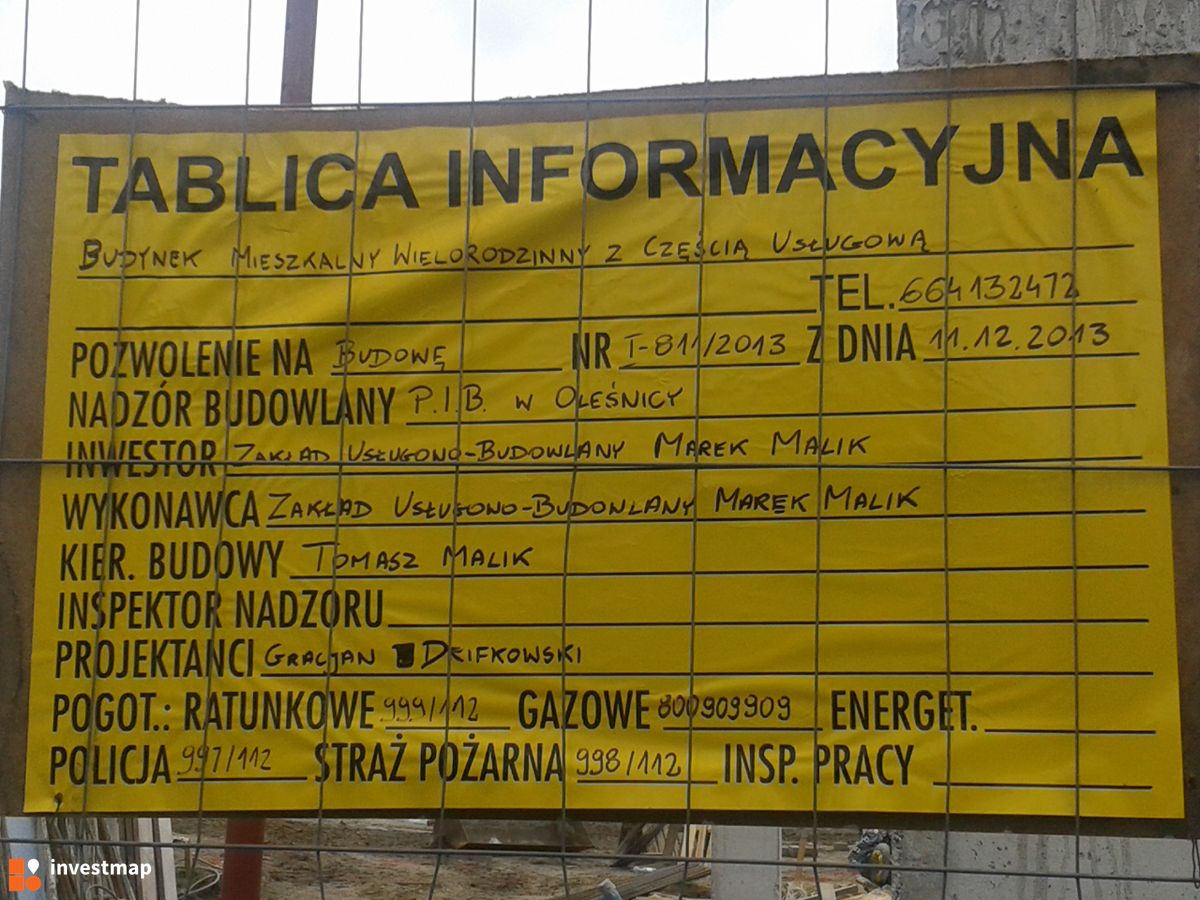 TABLICA INFORMACYJNA
BUDYNEK MIESZKALNY WIELORODZINNY Z CZĘŚCIĄ USŁUGOWĄ
TEL. 664132472
POZWOLENIE NA BUDOWĘ NR I-811/2013 Z DNIA 11.12.2013
NADZÓR BUDOWLANY P.I.B. W OLEŚNICY
INWESTOR ZAKŁAD USŁUGOWO-BUDOWLANY MAREK MALIK
WYKONAWCA ZAKŁAD USŁUGOWO-BUDOWLANY MAREK MALIK
KIER. BUDOWY TOMASZ MALIK
INSPEKTOR NADZORU
PROJEKTANCI GRACJAN
POGOT.: RATUNKOWE 999/112 GAZOWE 800909909 ENERGET.
POLICJA 997/112 STRAŻ POŻARNA 998/112 INSP. PRACY
investmap